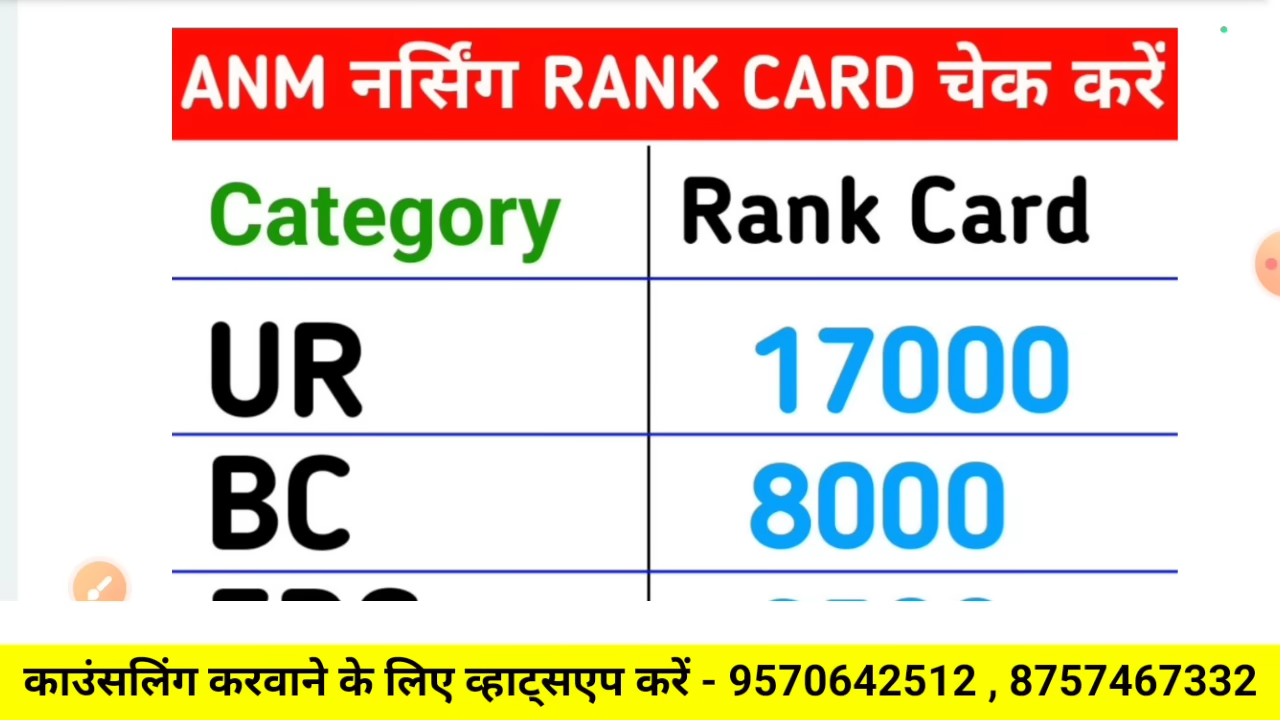 ANM नर्सिंग RANK CARD चेक करें
Category Rank Card
UR 17000
BC 8000
काउंसलिंग करवाने के लिए व्हाट्सएप करें - 9570642512 , 8757467332